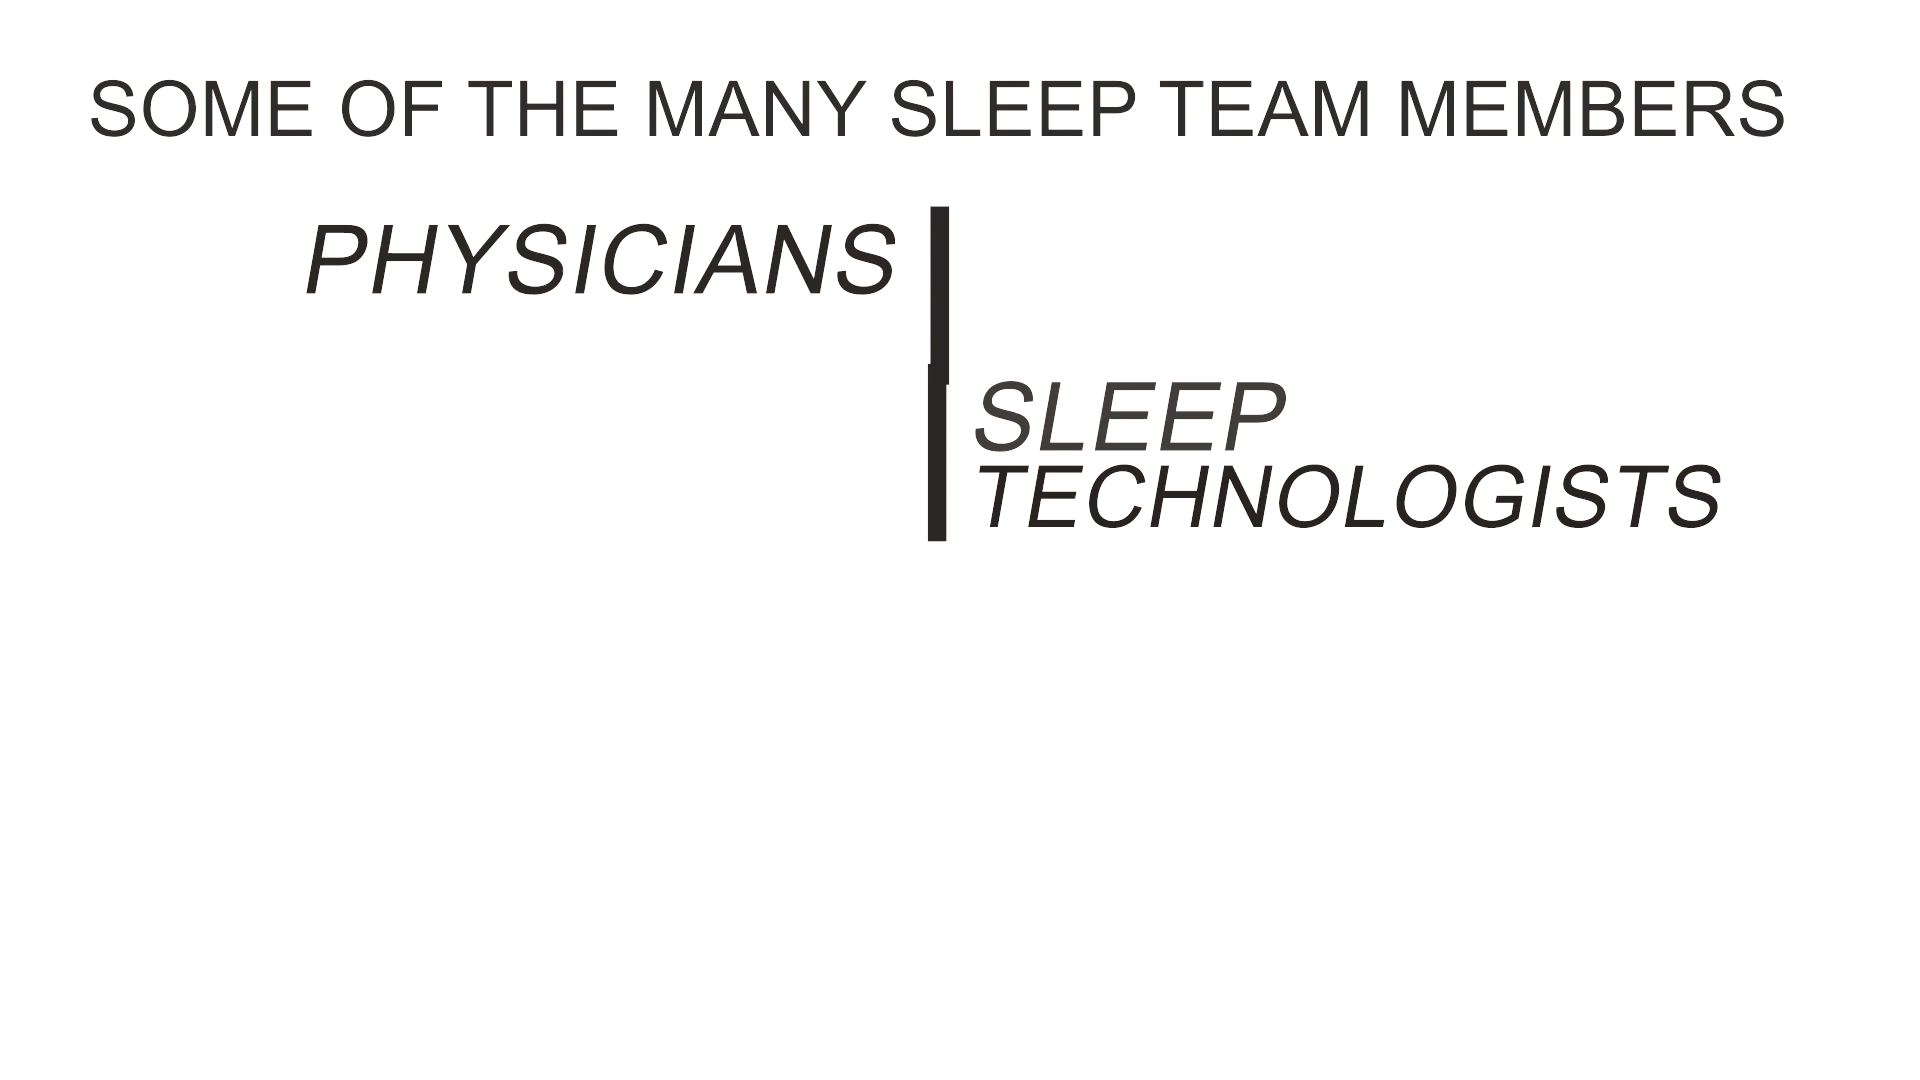 SOME OF THE MANY SLEEP TEAM MEMBERS
PHYSICIANS
SLEEP
TECHNOLOGISTS